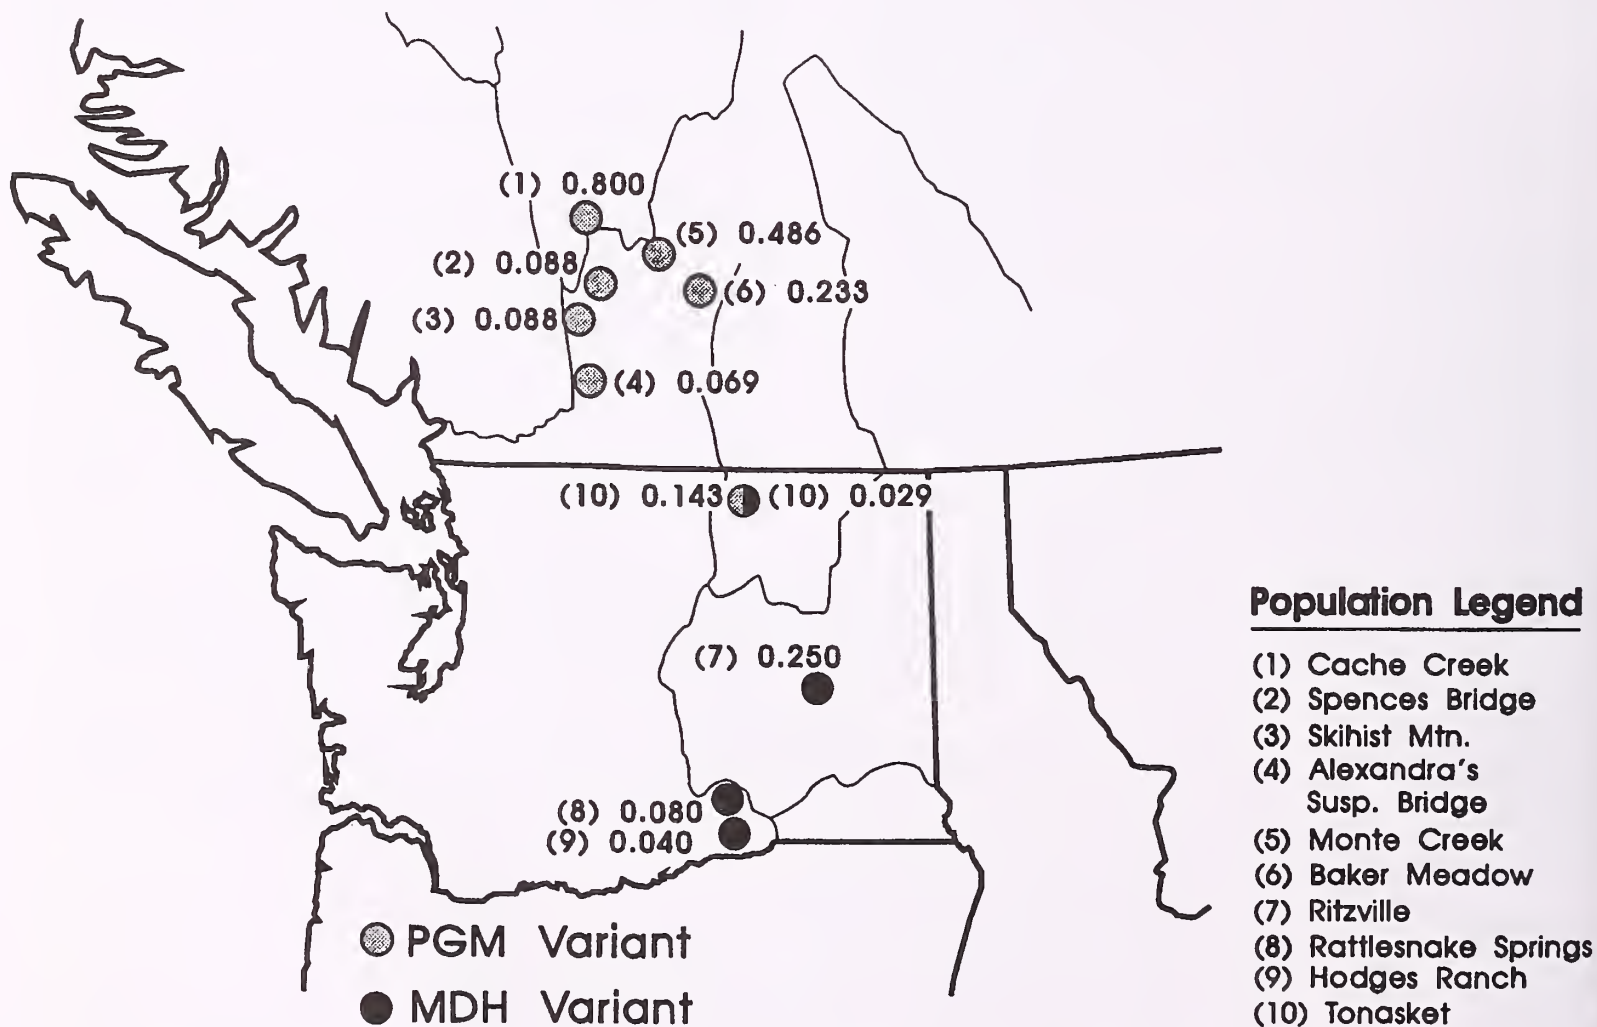 (1) 0.800
(5) 0.486
(2) 0.088
(6) 0.233
(3) 0.088
(4) 0.069
(10) 0.143 (10) 0.029
(7) 0.250
(8) 0.080
(9) 0.040
PGM Variant
MDH Variant
Population Legend
(1) Cache Creek
(2) Spences Bridge
(3) Skihist Mtn.
(4) Alexandra's
Susp. Bridge
(5) Monte Creek
(6) Baker Meadow
(7) Ritzville
(8) Rattlesnake Springs
(9) Hodges Ranch
(10) Tonasket